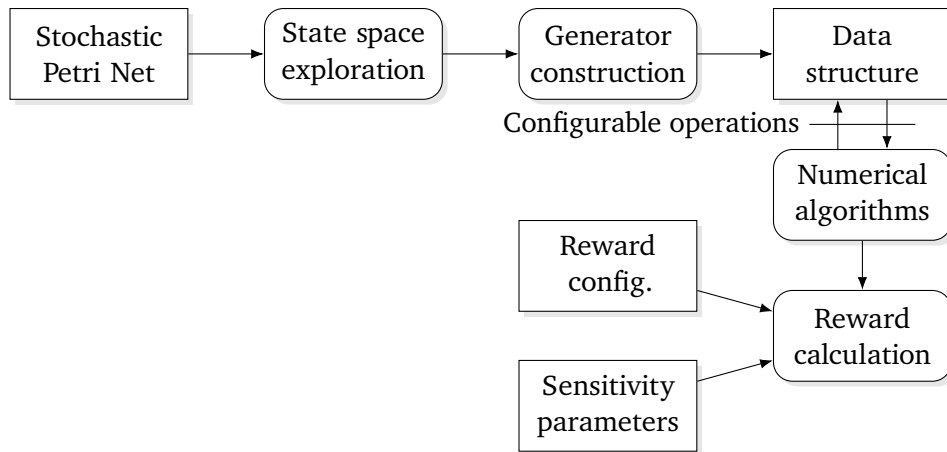 Stochastic
Petri Net
State space
exploration
Generator
construction
Data
structure
Configurable operations
Numerical
algorithms
Reward
config.
Reward
calculation
Sensitivity
parameters